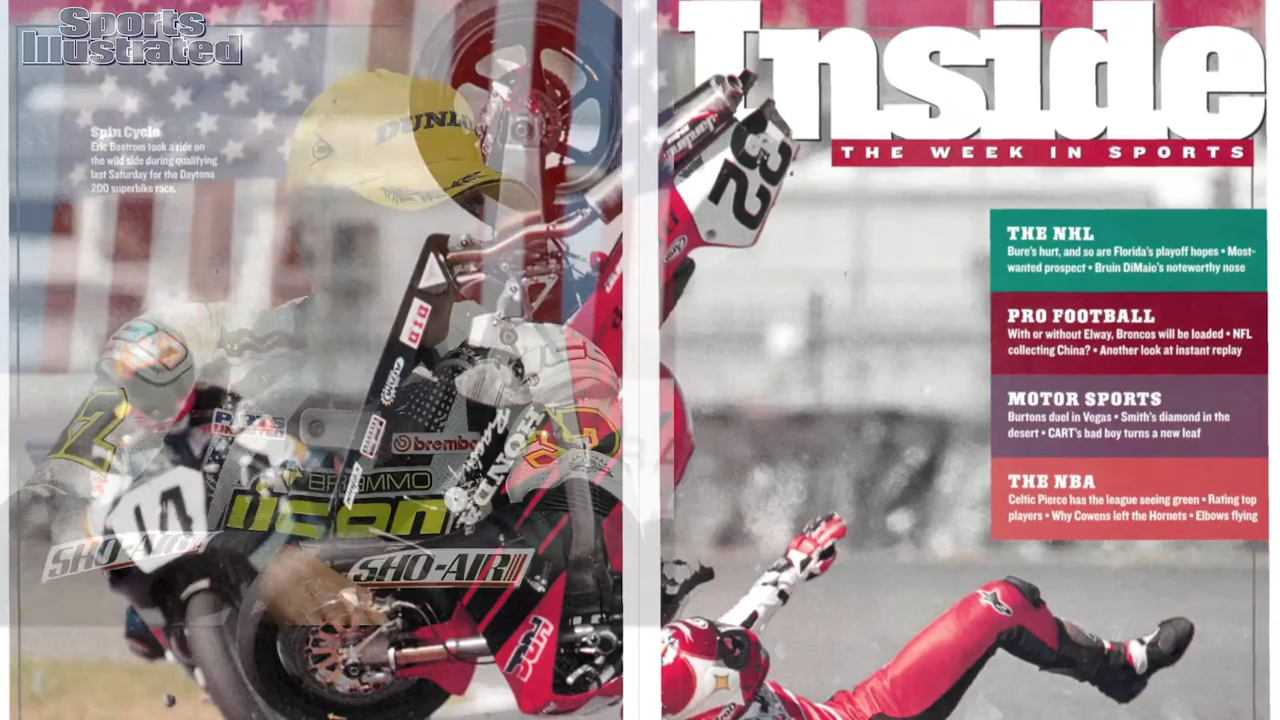 Sports
Illustrated
Spin Cycle
Eric Bostrom took a ride on
the wild side during qualifying
last Saturday for the Daytona
200 superbike race.
DUNLO
Inside
THE WEEK IN SPORTS
32
THE NHL
Bure's hurt, and so are Florida's playoff hopes • Most-
wanted prospect • Bruin DiMaio's noteworthy nose
PRO FOOTBALL
With or without Elway, Broncos will be loaded • NFL
collecting China? • Another look at instant replay
MOTOR SPORTS
Burtons duel in Vegas • Smith's diamond in the
desert • CART's bad boy turns a new leaf
THE NBA
Celtic Pierce has the league seeing green • Rating top
players • Why Cowens left the Hornets • Elbows flying
DID
brembo
HONDA
BRAMMO
icon
44
SHO-AIR
SHO-AIR